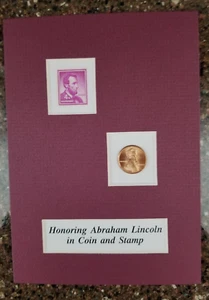 Honoring Abraham Lincoln
in Coin and Stamp